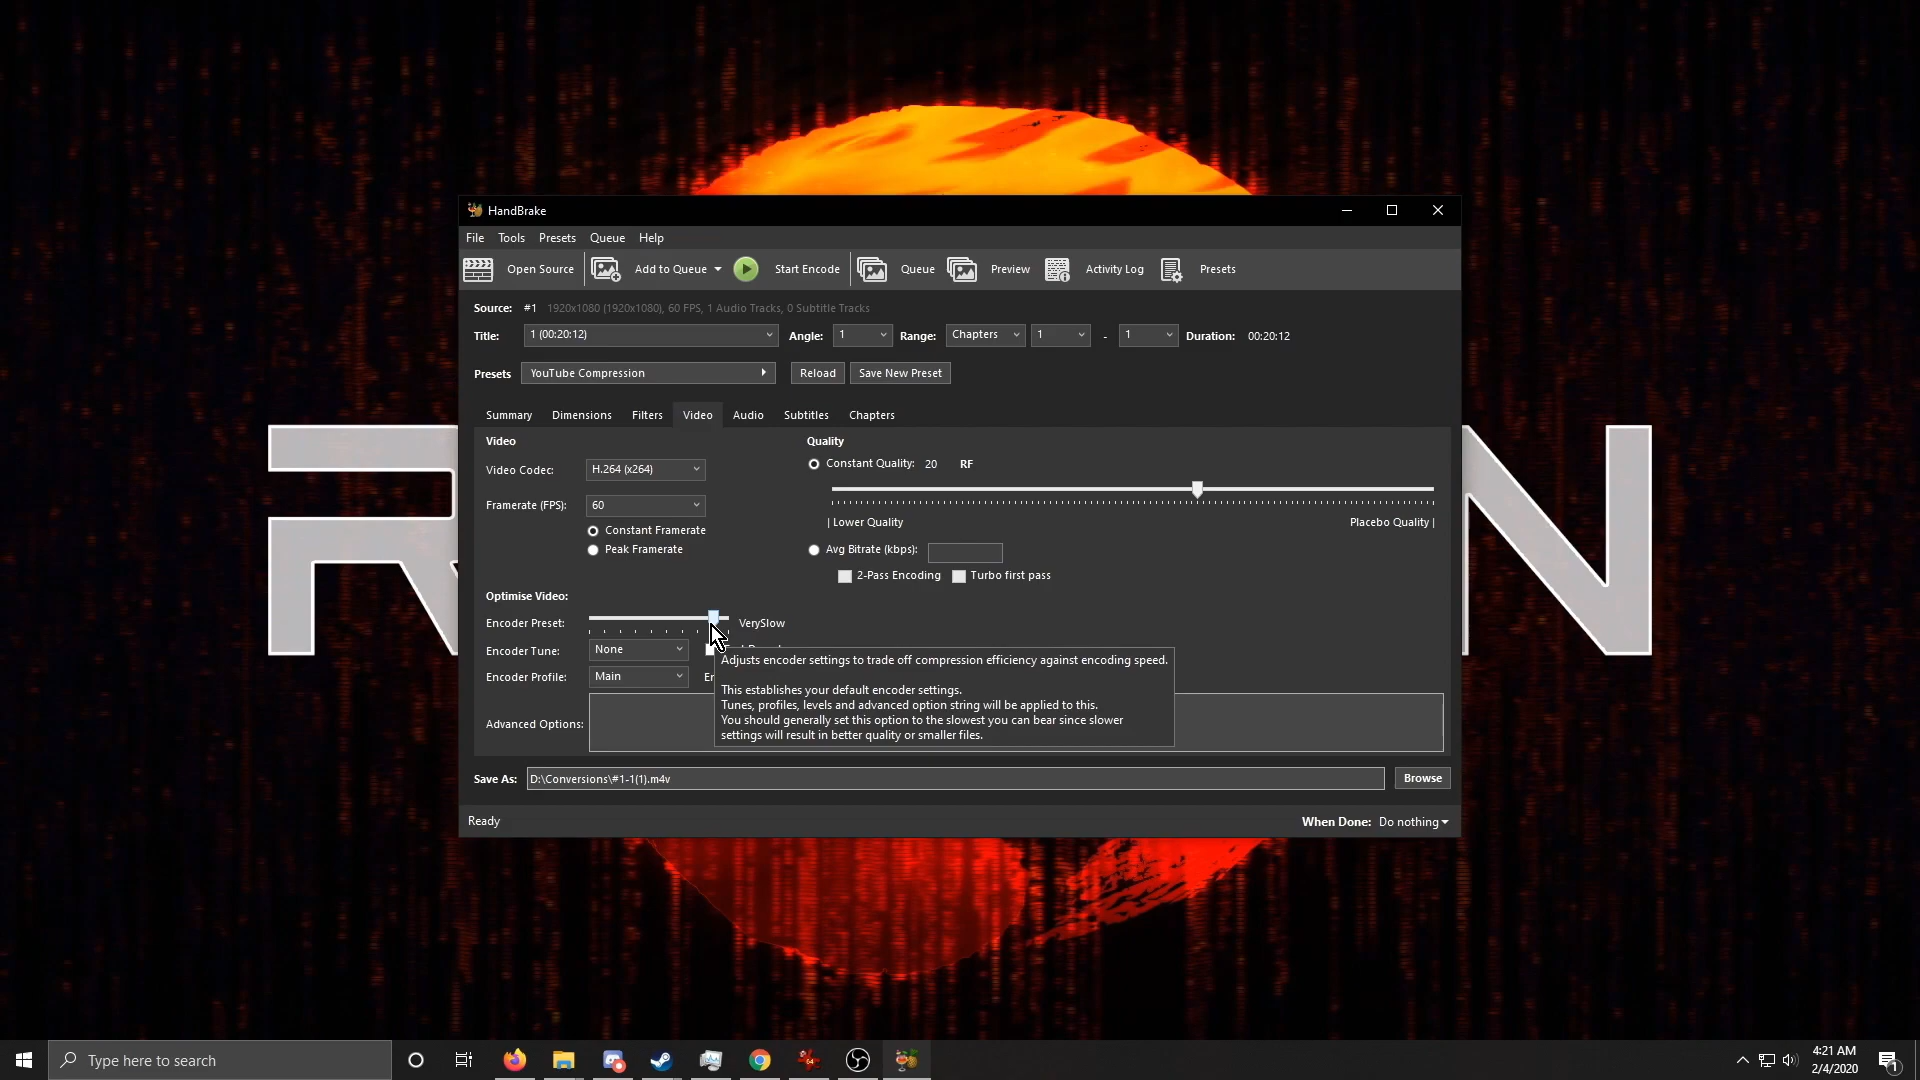 HandBrake
File Tools Presets Queue Help
Open Source Add to Queue Start Encode Queue Preview Activity Log Presets
Source: #1 1920x1080 (1920x1080), 60 FPS, 1 Audio Tracks, 0 Subtitle Tracks
Title: 1 (00:20:12) Angle: 1 Range: Chapters 1 - 1 Duration: 00:20:12
Presets YouTube Compression Reload Save New Preset
Summary Dimensions Filters Video Audio Subtitles Chapters
Video Quality
Video Codec: H.264 (x264) Constant Quality: 20 RF
Framerate (FPS): 60
| Lower Quality Placebo Quality |
Constant Framerate
Peak Framerate Avg Bitrate (kbps):
2-Pass Encoding Turbo first pass
Optimise Video:
Encoder Preset: VerySlow
Encoder Tune: None
Encoder Profile: Main
Adjusts encoder settings to trade off compression efficiency against encoding speed.
This establishes your default encoder settings.
Tunes, profiles, levels and advanced option string will be applied to this.
You should generally set this option to the slowest you can bear since slower
settings will result in better quality or smaller files.
Advanced Options:
Save As: D:\Conversions\#1-1(1).m4v Browse
Ready When Done: Do nothing
R N
Type here to search
64
4:21 AM
2/4/2020
1